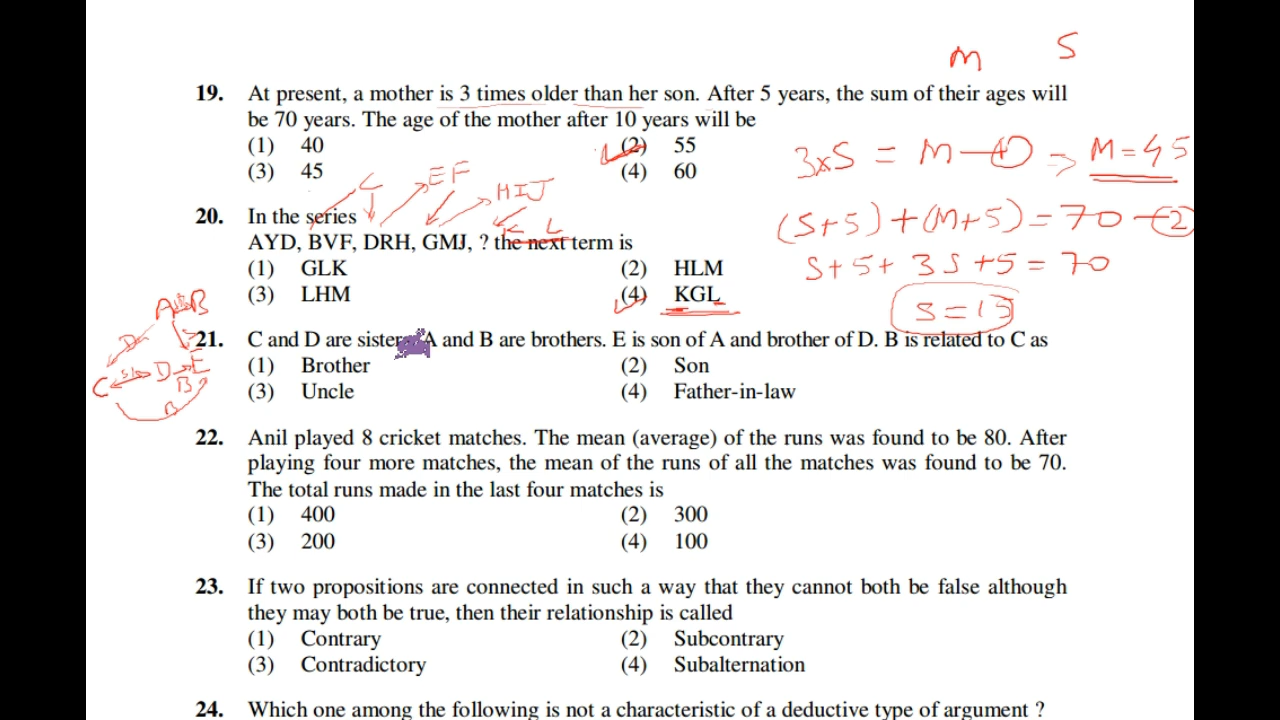 M S
19. At present, a mother is 3 times older than her son. After 5 years, the sum of their ages will
be 70 years. The age of the mother after 10 years will be
(1) 40 (2) 55
(3) 45 (4) 60
3xS = M —① => M = 45
(S+5) + (M+5) = 70 —②
S+5+ 3S +5 = 70
S = 15
EF
HIJ
K L
20. In the series
AYD, BVF, DRH, GMJ, ? the next term is
(1) GLK (2) HLM
(3) LHM (4) KGL
A B
C D E
B
21. C and D are sister A and B are brothers. E is son of A and brother of D. B is related to C as
(1) Brother (2) Son
(3) Uncle (4) Father-in-law
22. Anil played 8 cricket matches. The mean (average) of the runs was found to be 80. After
playing four more matches, the mean of the runs of all the matches was found to be 70.
The total runs made in the last four matches is
(1) 400 (2) 300
(3) 200 (4) 100
23. If two propositions are connected in such a way that they cannot both be false although
they may both be true, then their relationship is called
(1) Contrary (2) Subcontrary
(3) Contradictory (4) Subalternation
24. Which one among the following is not a characteristic of a deductive type of argument ?